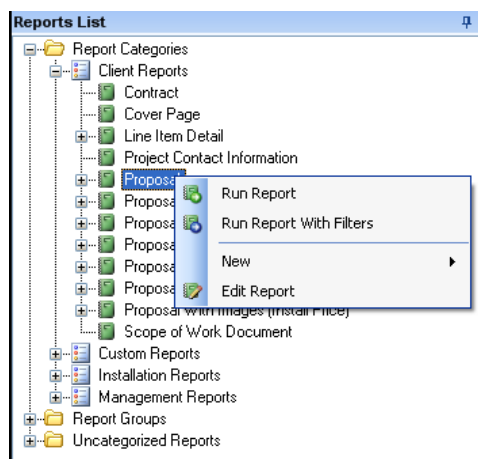 Reports List
Report Categories
Client Reports
Contract
Cover Page
Line Item Detail
Project Contact Information
Proposal
Run Report
Proposa
Run Report With Filters
Proposa
Proposa
New
Proposa
Proposa
Edit Report
Proposal With Images (Install Price)
Scope of Work Document
Custom Reports
Installation Reports
Management Reports
Report Groups
Uncategorized Reports